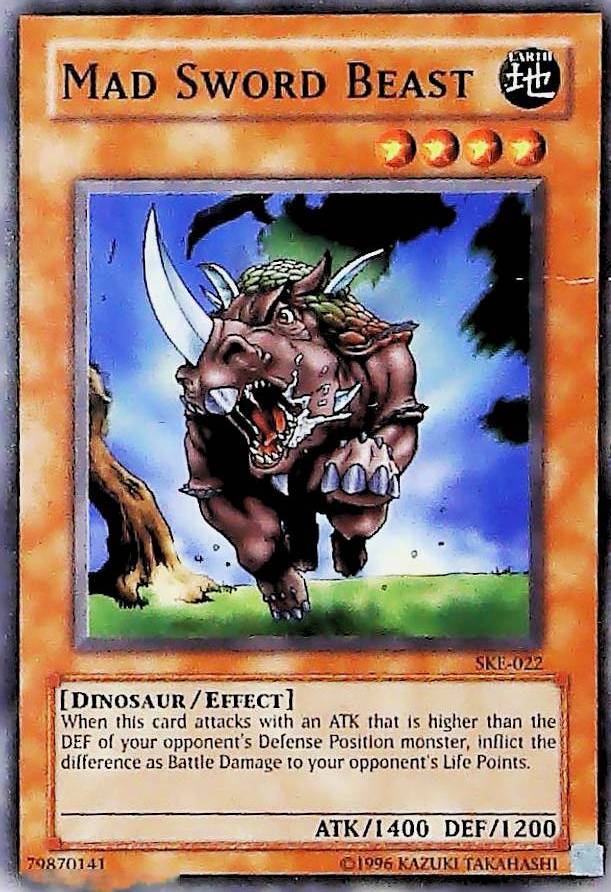 MAD SWORD BEAST
EARTH
地
SKE-022
[DINOSAUR/EFFECT]
When this card attacks with an ATK that is higher than the
DEF of your opponent's Defense Position monster, inflict the
difference as Battle Damage to your opponent's Life Points.
ATK/1400 DEF/1200
79870141
©1996 KAZUKI TAKAHASHI